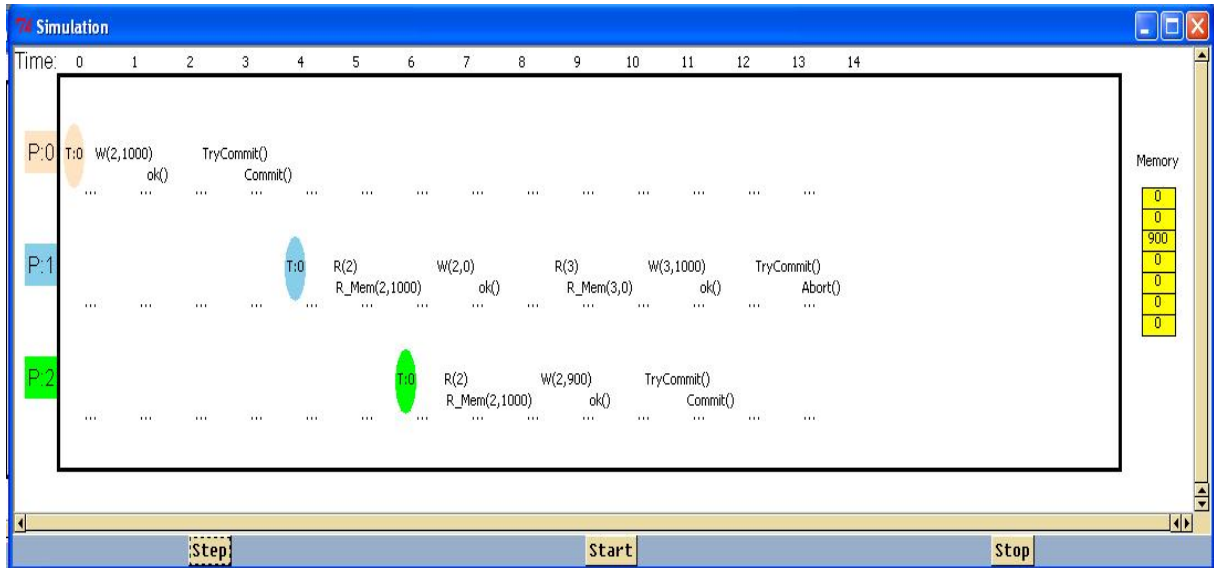 Simulation
Time: 0 1 2 3 4 5 6 7 8 9 10 11 12 13 14
P:0 T:0 W(2,1000) TryCommit()
ok() Commit()
... ... ... ... ... ... ... ... ... ... ... ... ... ...
P:1 T:0 R(2) W(2,0) R(3) W(3,1000) TryCommit()
R_Mem(2,1000) ok() R_Mem(3,0) ok() Abort()
... ... ... ... ... ... ... ... ... ... ... ... ... ...
P:2 T:0 R(2) W(2,900) TryCommit()
R_Mem(2,1000) ok() Commit()
... ... ... ... ... ... ... ... ... ... ... ... ... ...
Memory
0
0
900
0
0
0
0
Step Start Stop